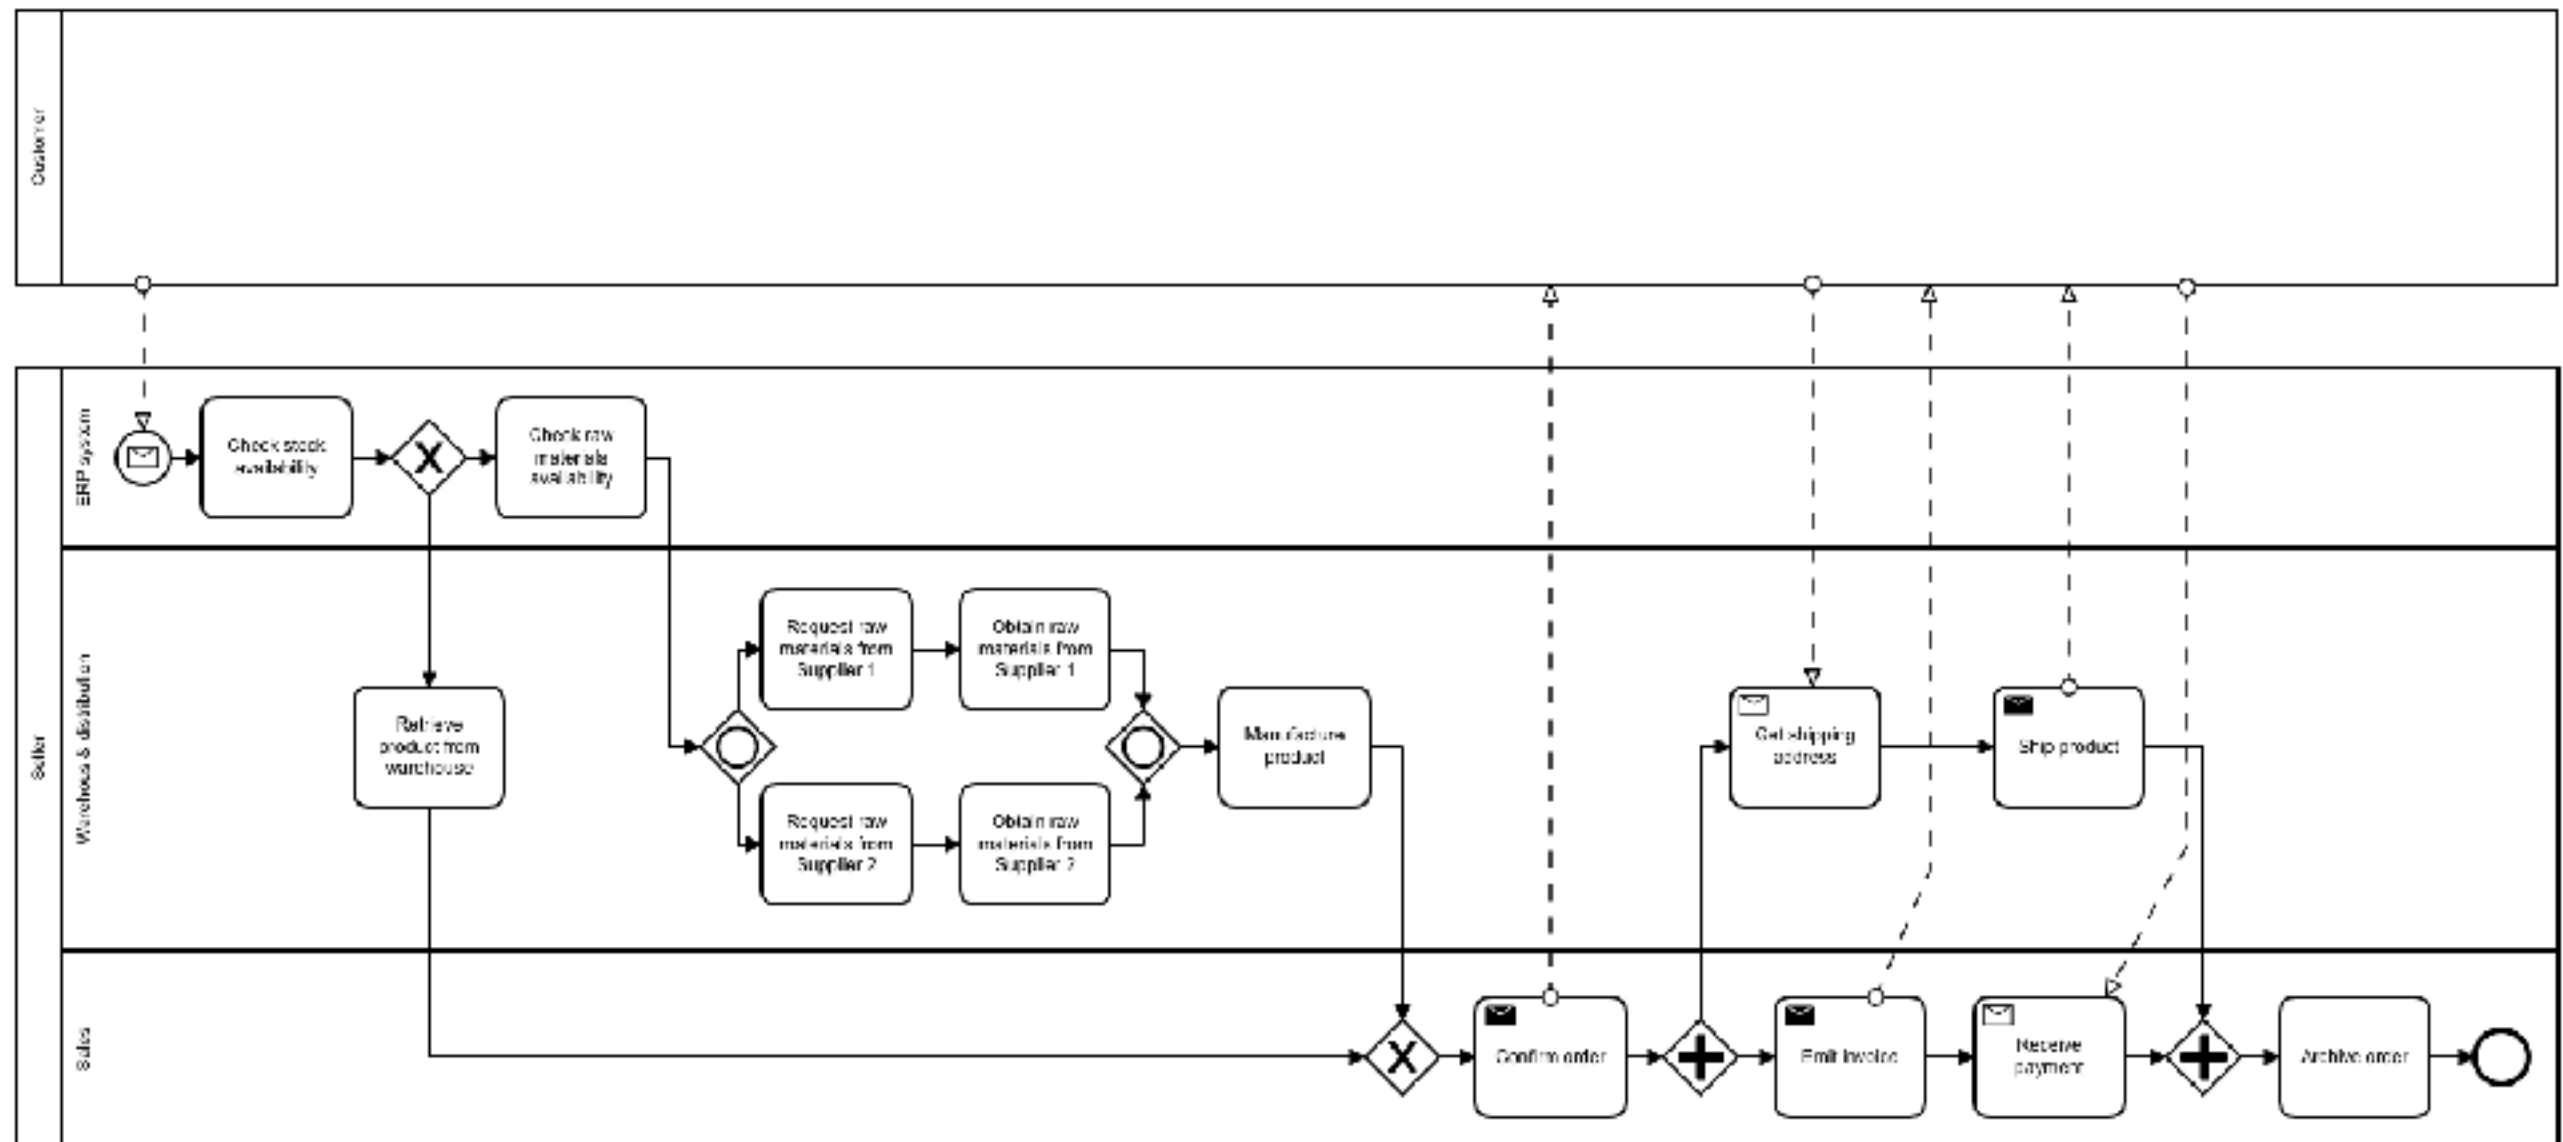 Customer
Seller
ERP system
Check stock
availability
X
Check raw
materials
availability
Warehous & distribution
Retrieve
product from
warehouse
Request raw
materials from
Supplier 1
Obtain raw
materials from
Supplier 1
Request raw
materials from
Supplier 2
Obtain raw
materials from
Supplier 2
Manufacture
product
Get shipping
address
Ship product
Sales
X
Confirm order
Emit invoice
Receive
payment
Archive order